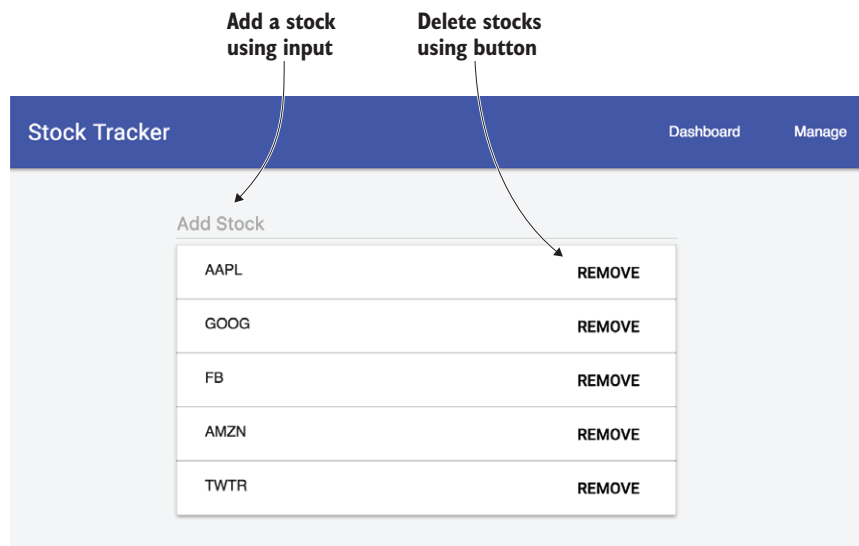 Add a stock
using input
Delete stocks
using button
Stock Tracker
Dashboard
Manage
Add Stock
AAPL
REMOVE
GOOG
REMOVE
FB
REMOVE
AMZN
REMOVE
TWTR
REMOVE